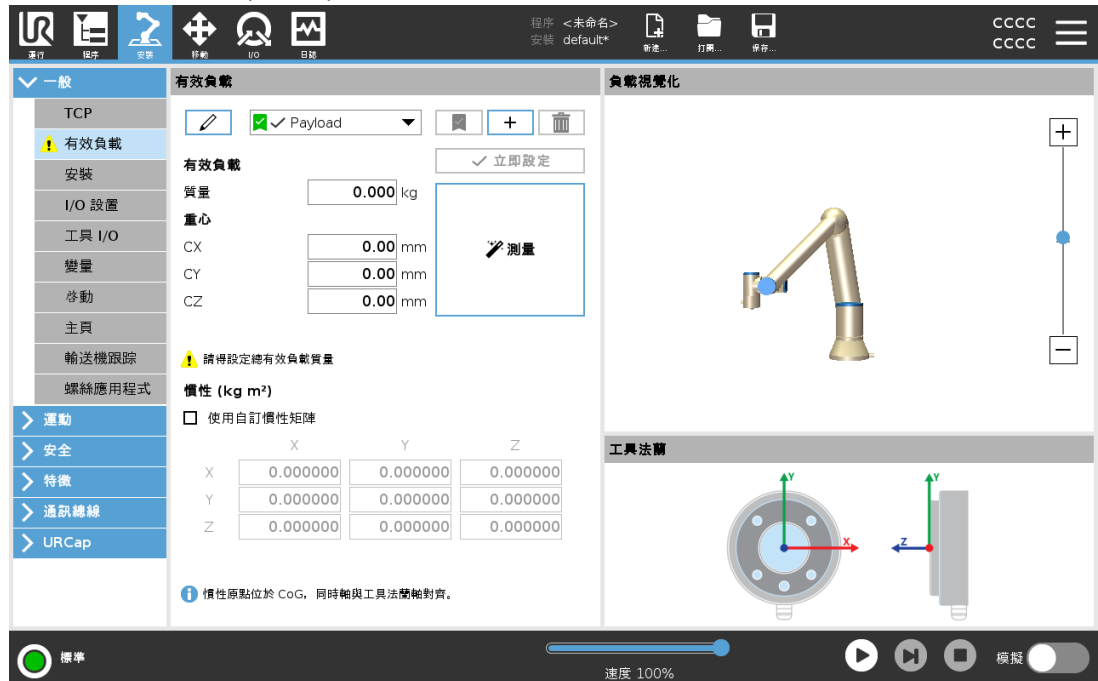 運行
程序
安裝
移動
I/O
日誌
程序 <未命名>
安裝 default*
新建...
打開...
保存...
cccc
cccc
一般
TCP
有效負載
安裝
I/O 設置
工具 I/O
變量
啓動
主頁
輸送機跟踪
螺絲應用程式
運動
安全
特徵
通訊總線
URCap
有效負載
Payload
立即設定
有效負載
質量 0.000 kg
重心
CX 0.00 mm
CY 0.00 mm
CZ 0.00 mm
測量
請得設定總有效負載質量
慣性 (kg m²)
使用自訂慣性矩陣
X Y Z
X 0.000000 0.000000 0.000000
Y 0.000000 0.000000 0.000000
Z 0.000000 0.000000 0.000000
慣性原點位於 CoG，同時軸與工具法蘭軸對齊。
負載視覺化
工具法蘭
Y
X
Y
Z
標準
速度 100%
模擬